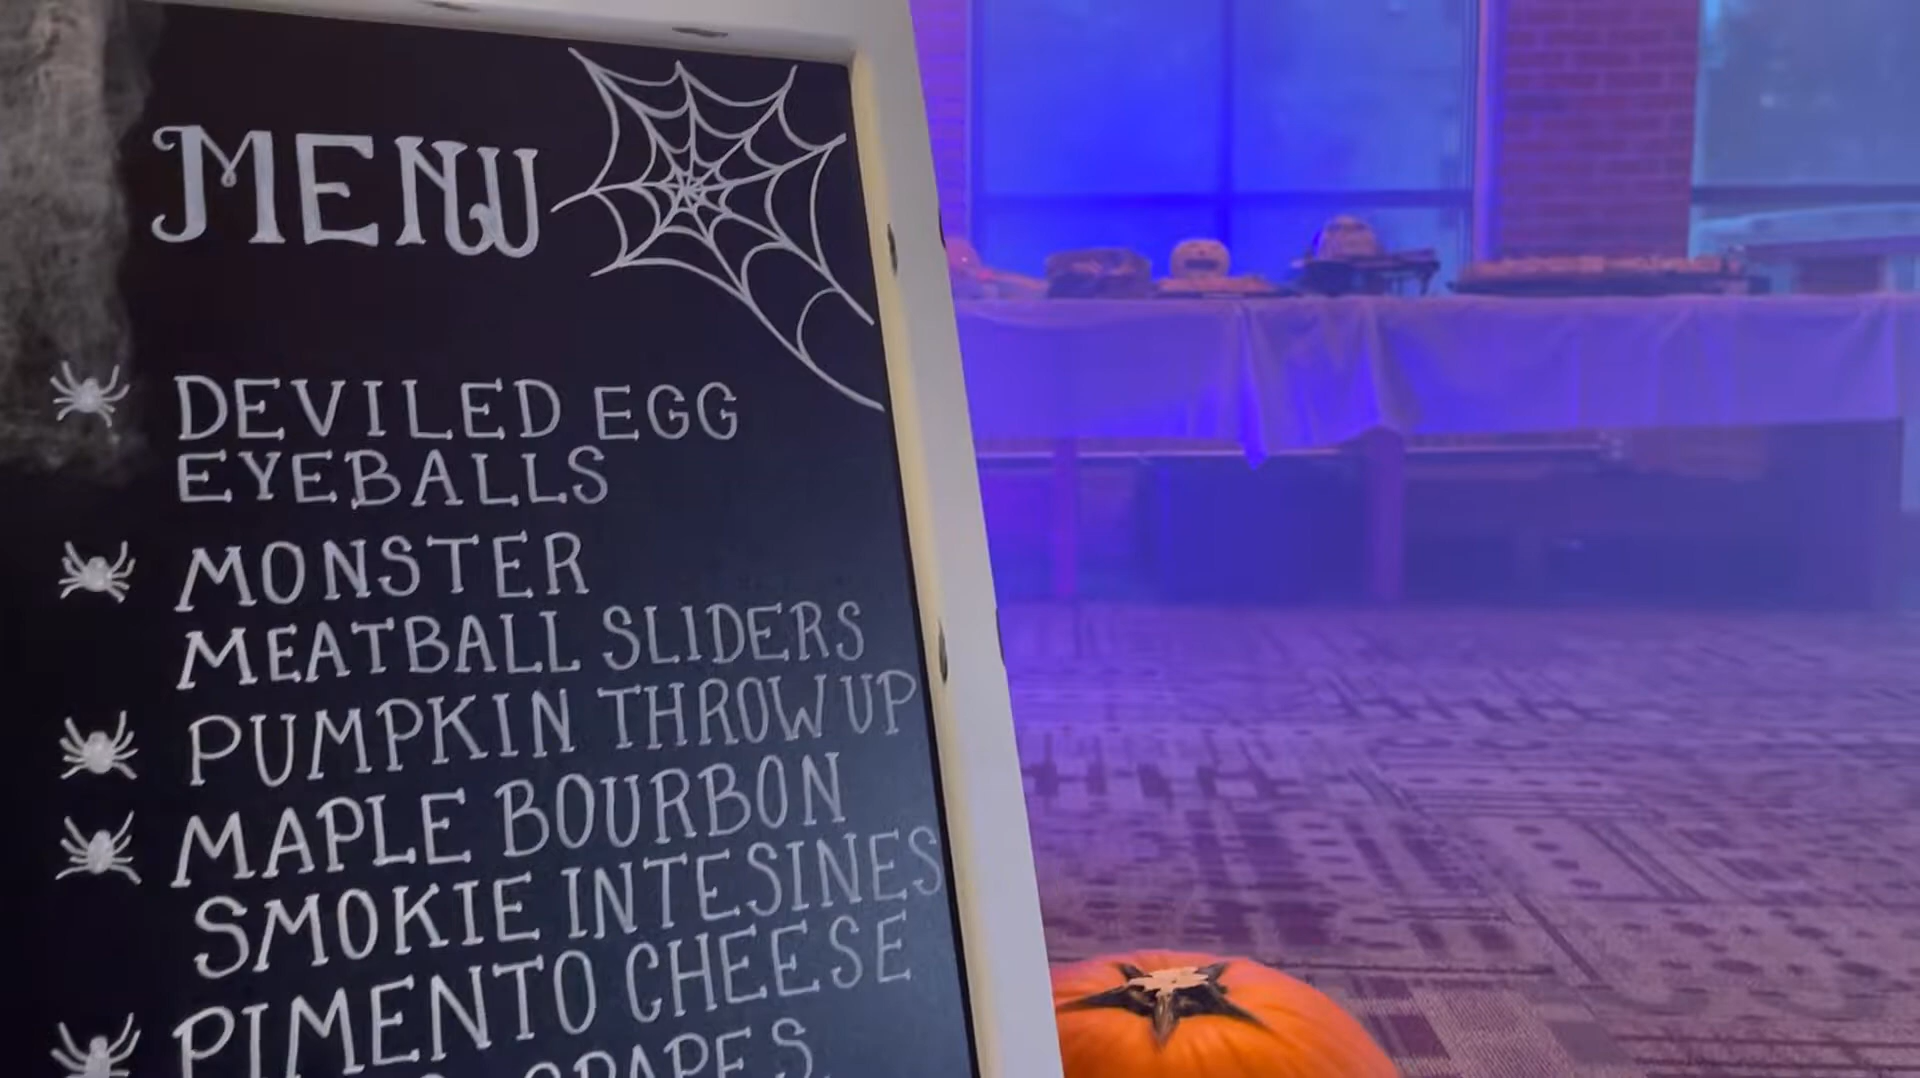 MENU
DEVILED EGG
EYEBALLS
MONSTER
MEATBALL SLIDERS
PUMPKIN THROW UP
MAPLE BOURBON
SMOKIE INTESINES
PIMENTO CHEESE